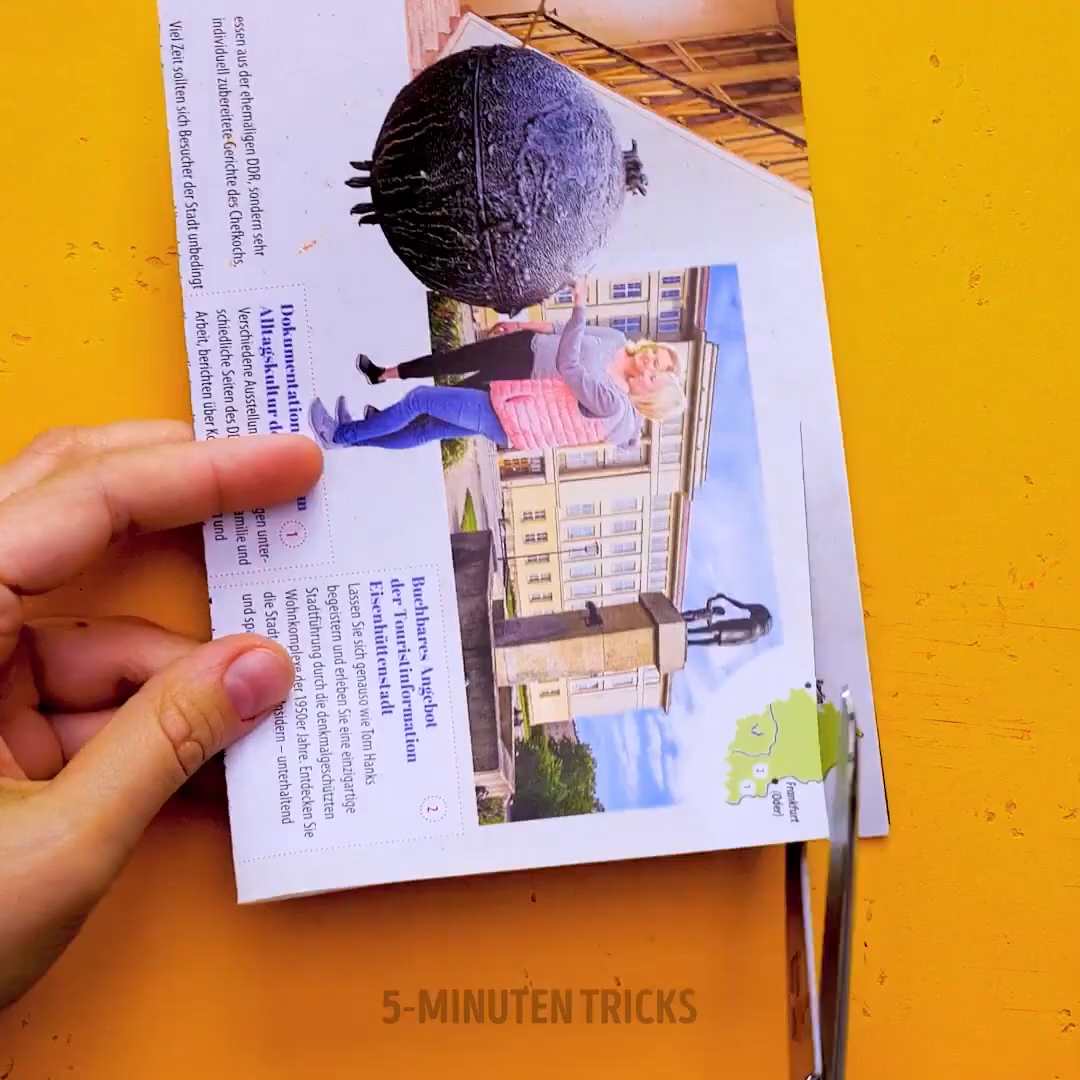 essen aus der ehemaligen DDR, sondern sehr
individuell zubereitete Gerichte des Chefkochs.
Viel Zeit sollten sich Besucher der Stadt unbedingt
Dokumentation
Alltagskultur
Verschiedene Ausstellun gen unter-
schiedliche Seiten des amilie und
Arbeit, berichten über und
1
Buchbares Angebot
der Touristinformation
Eisenhüttenstadt
Lassen Sie sich genauso wie Tom Hanks
begeistern und erleben Sie eine einzigartige
Stadtführung durch die denkmalgeschützten
Wohnkomplexe der 1950er Jahre. Entdecken Sie
die nsidern – unterhaltend
und
2
Frankfurt
(Oder)
2
1
5-MINUTEN TRICKS